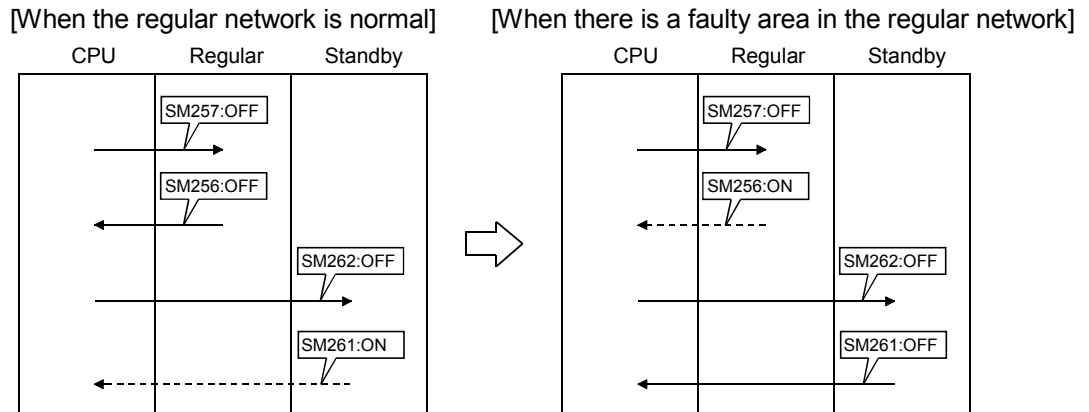 [When the regular network is normal]
CPU Regular Standby
SM257:OFF
SM256:OFF
SM262:OFF
SM261:ON
[When there is a faulty area in the regular network]
CPU Regular Standby
SM257:OFF
SM256:ON
SM262:OFF
SM261:OFF